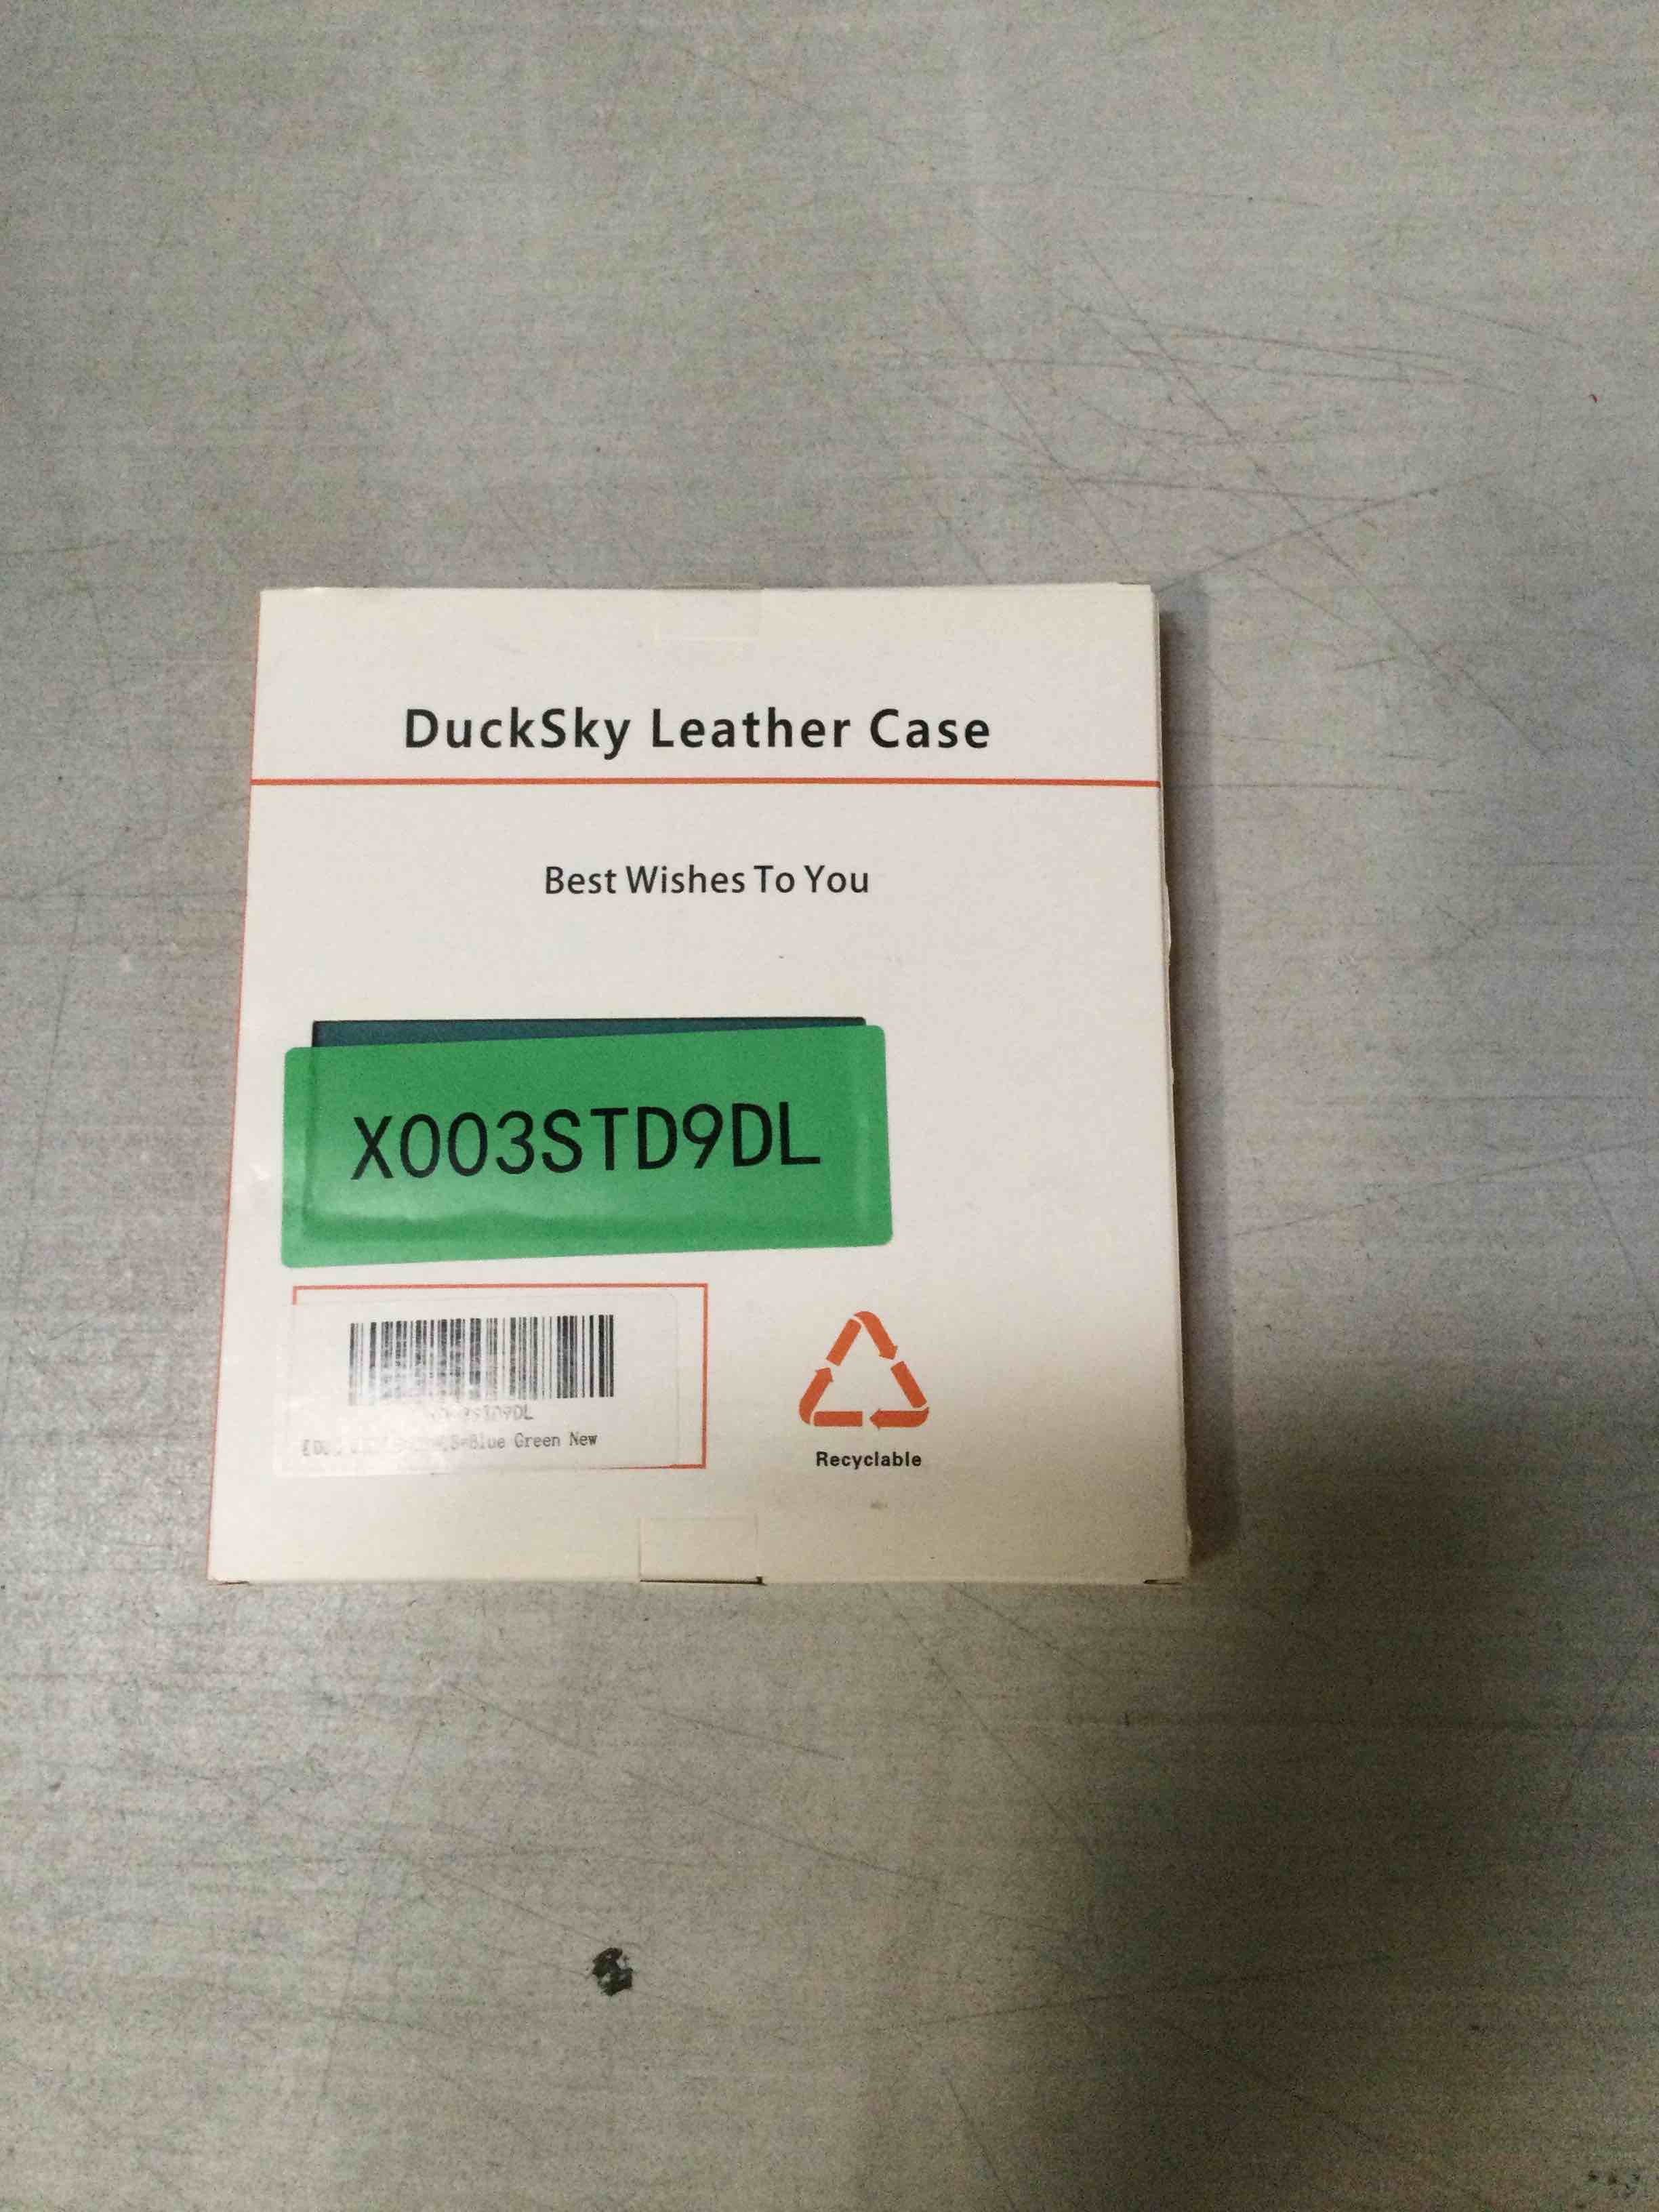 DuckSky Leather Case
Best Wishes To You
X003STD9DL
Blue Green New
Recyclable